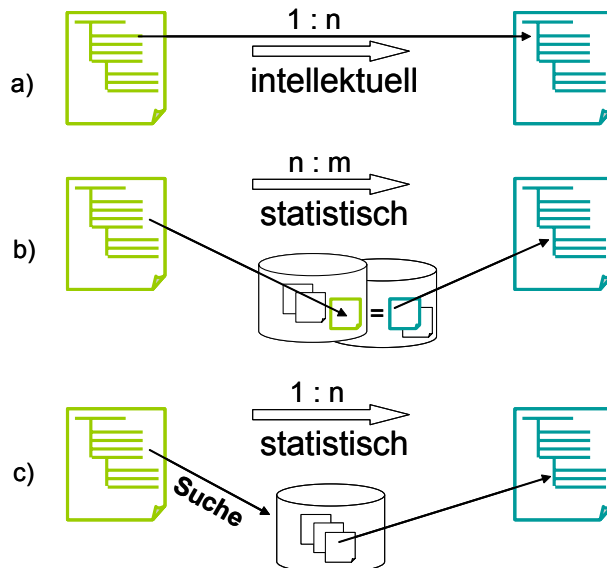 1 : n
a)
intellektuell
n : m
statistisch
b)
=
1 : n
statistisch
c)
Suche